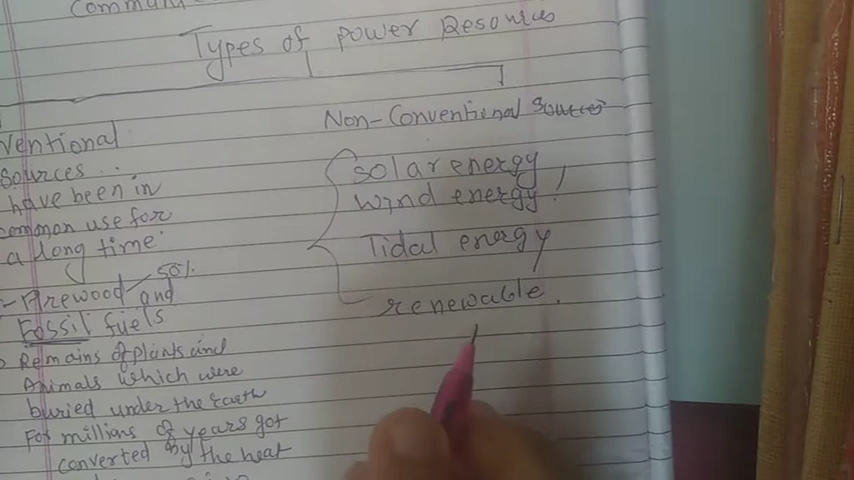 Types of power Resources
Ventional
Sources..
have been in
common use for
a long time.
- Firewood 50%
and
Fossil fuels
Remains of plants and
Animals which were
buried under the Earth
For millions of years got
converted by the heat
Non-Conventional Sources
solar energy
wind energy!
Tidal energy
renewable.